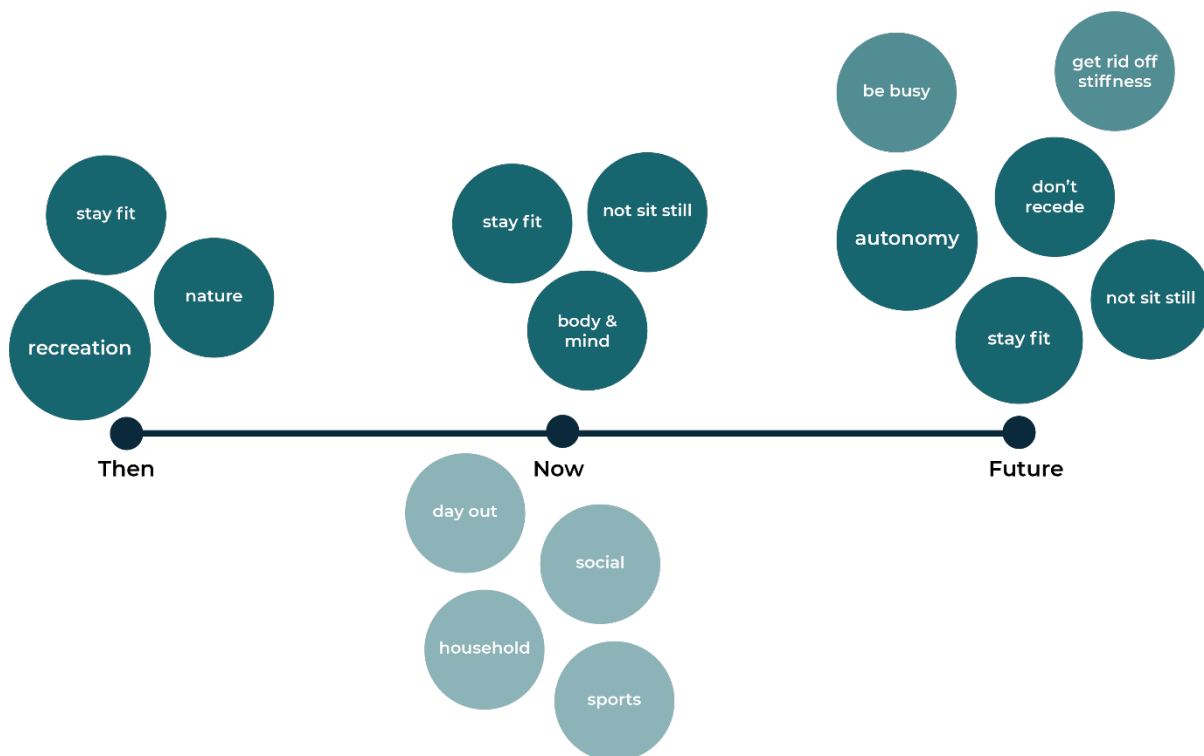 be busy
get rid off
stiffness
stay fit
nature
recreation
stay fit
not sit still
body &
mind
autonomy
don't
recede
not sit still
stay fit
Then
Now
Future
day out
social
household
sports